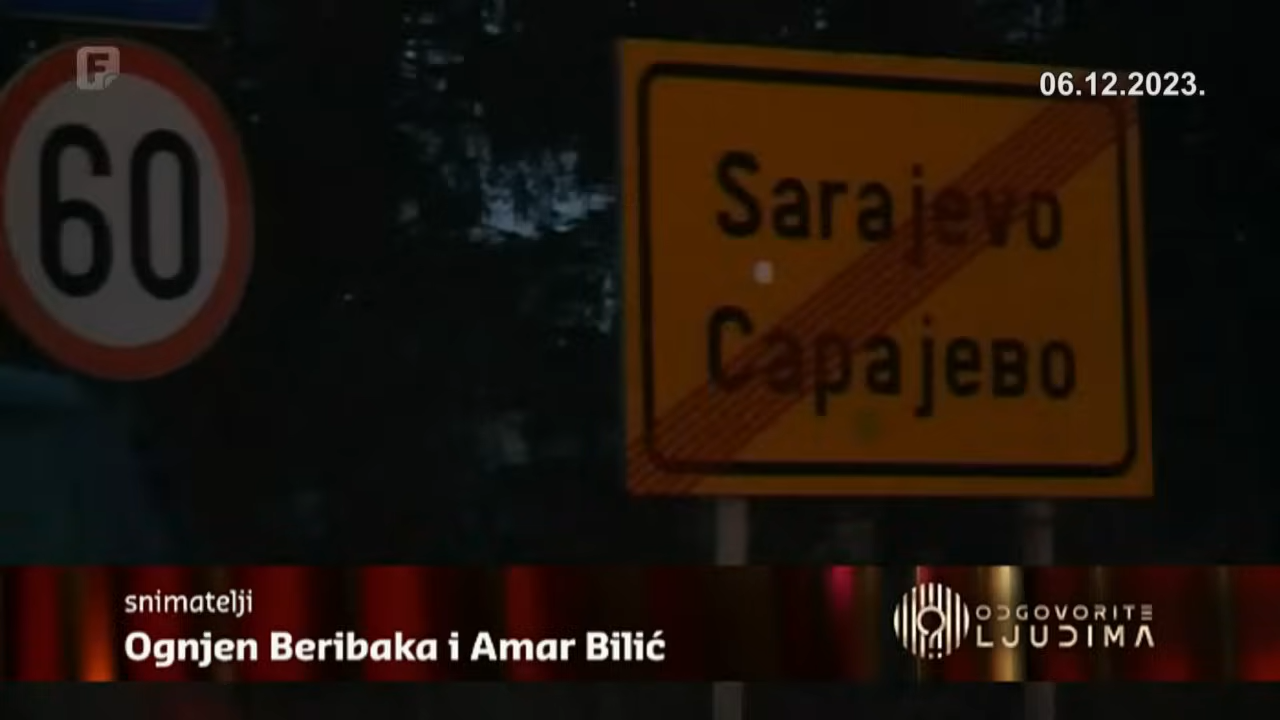 F
06.12.2023.
60
Sarajevo
Сарајево
snimatelji
Ognjen Beribaka i Amar Bilić
ODGOVORITE
LJUDIMA